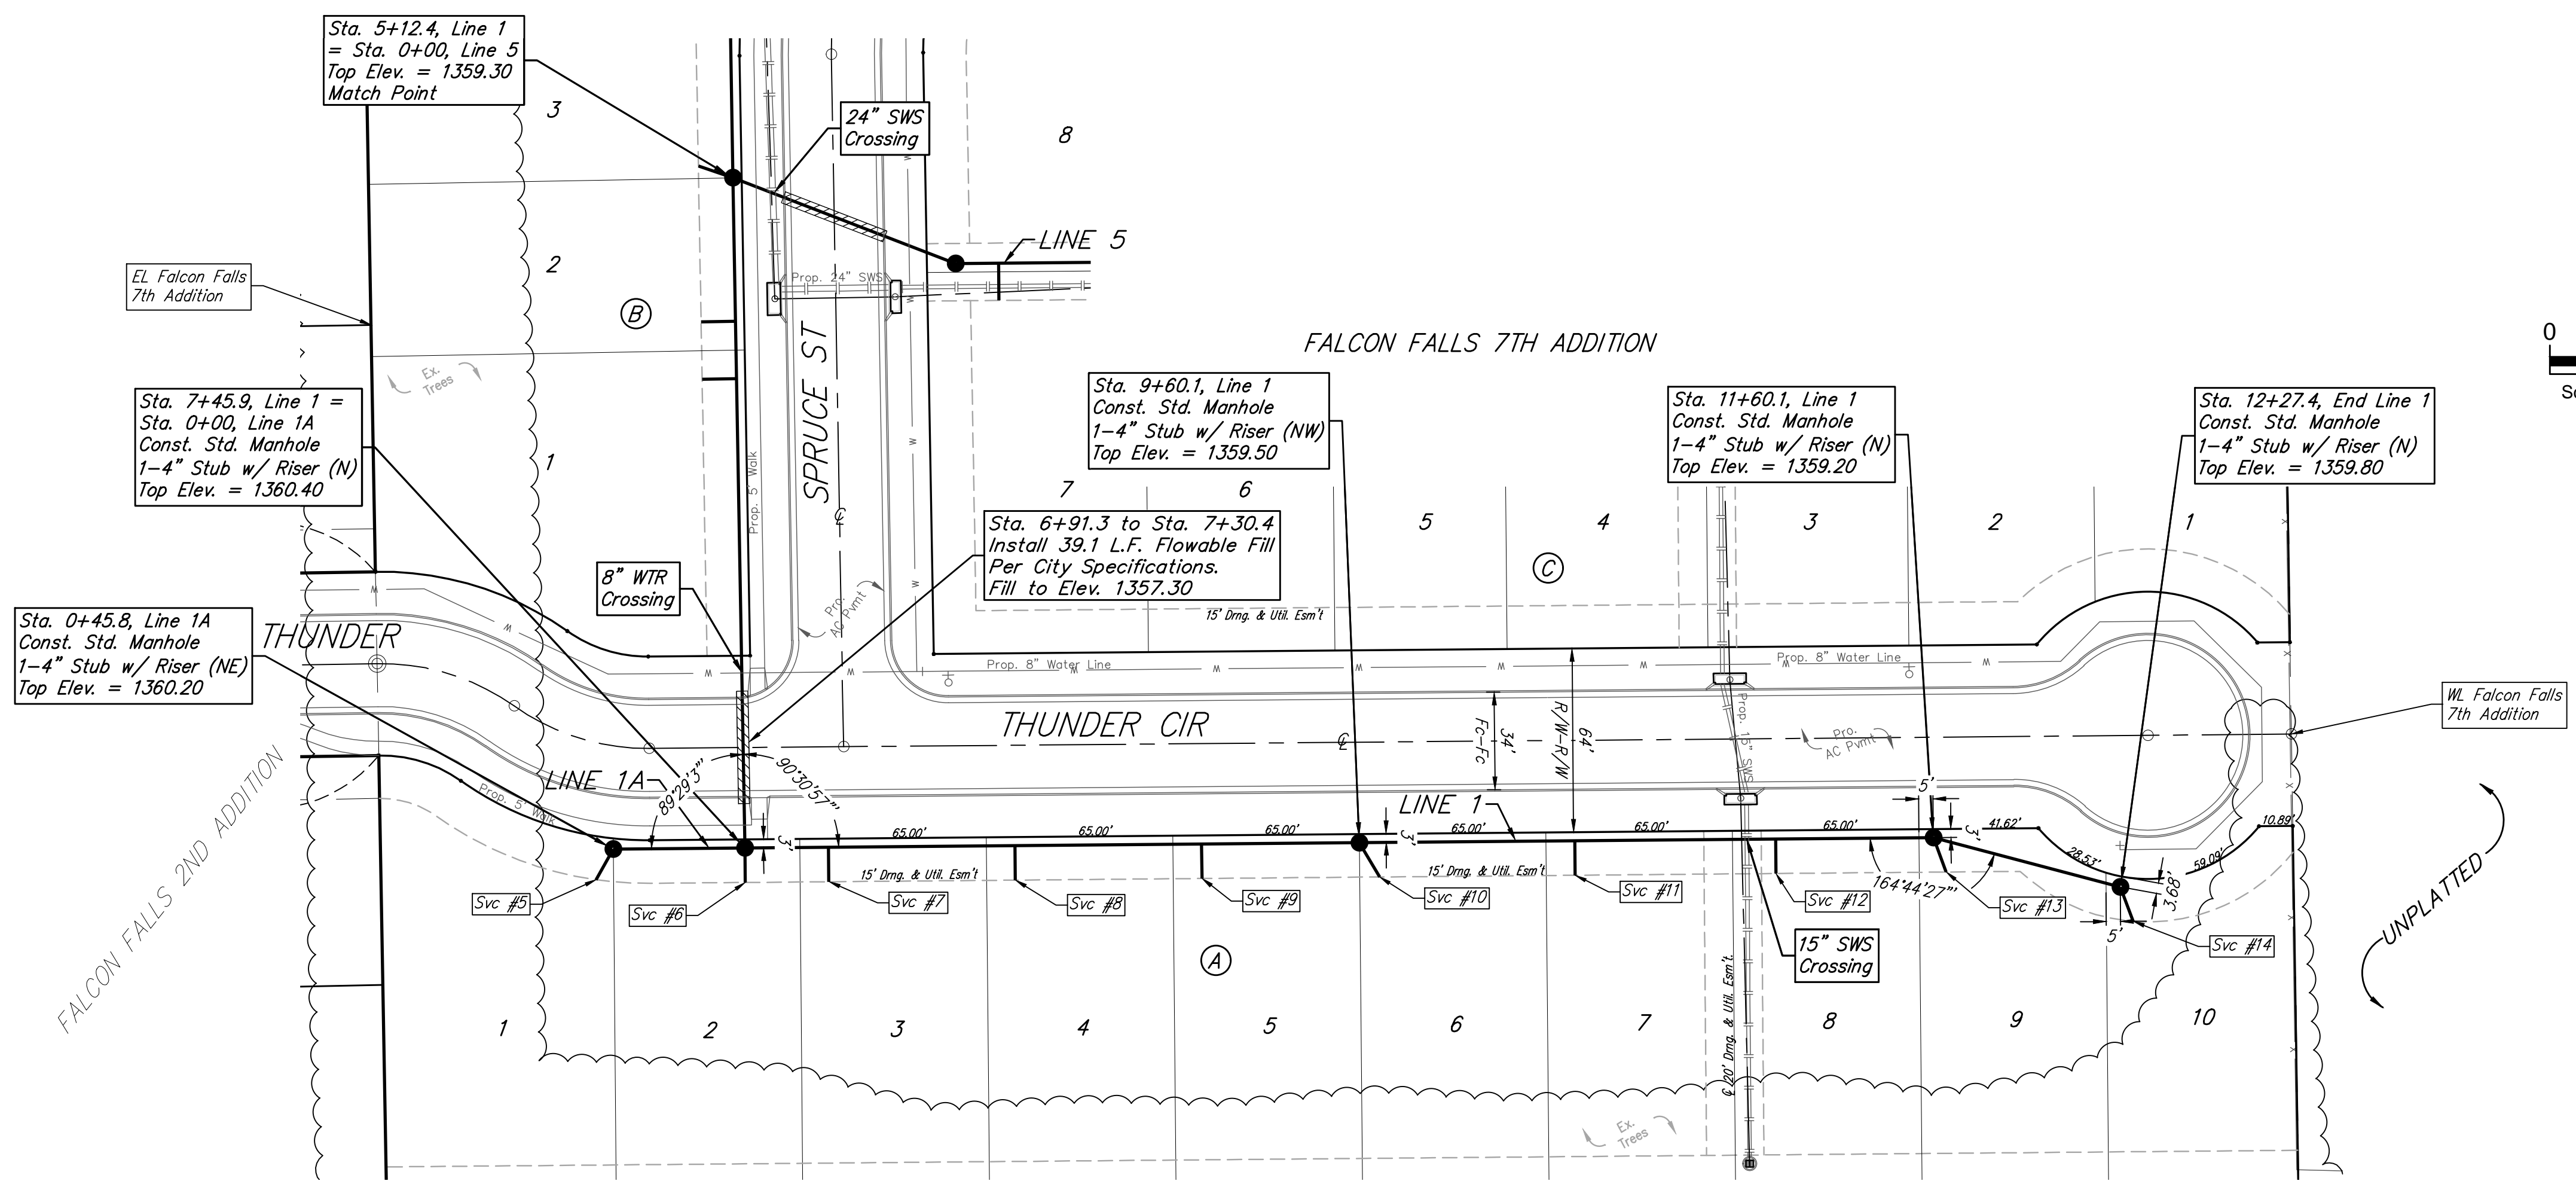 Sta. 5+12.4, Line 1
= Sta. 0+00, Line 5
Top Elev. = 1359.30
Match Point
3
24" SWS
Crossing
8
LINE 5
EL Falcon Falls
7th Addition
2
Prop. 24" SWS
B
SPRUCE ST
FALCON FALLS 7TH ADDITION
0
Ex.
Trees
Sta. 7+45.9, Line 1 =
Sta. 0+00, Line 1A
Const. Std. Manhole
1-4" Stub w/ Riser (N)
Top Elev. = 1360.40
1
Prop. 5' Walk
Sta. 9+60.1, Line 1
Const. Std. Manhole
1-4" Stub w/ Riser (NW)
Top Elev. = 1359.50
Sta. 11+60.1, Line 1
Const. Std. Manhole
1-4" Stub w/ Riser (N)
Top Elev. = 1359.20
Sta. 12+27.4, End Line 1
Const. Std. Manhole
1-4" Stub w/ Riser (N)
Top Elev. = 1359.80
7
6
5
4
3
2
1
Sta. 6+91.3 to Sta. 7+30.4
Install 39.1 L.F. Flowable Fill
Per City Specifications.
Fill to Elev. 1357.30
C
8" WTR
Crossing
Pro.
AC Pvmt
15' Drng. & Util. Esm't
Sta. 0+45.8, Line 1A
Const. Std. Manhole
1-4" Stub w/ Riser (NE)
Top Elev. = 1360.20
THUNDER
W
W
W
W
W
W
W
W
W
W
W
W
Prop. 8" Water Line
Prop. 8" Water Line
THUNDER CIR
Fc-Fc
34'
R/W-R/W
64'
Prop. 15" SWS
Pro.
AC Pvmt
WL Falcon Falls
7th Addition
LINE 1A
89°29'3"
90°30'57"
Prop. 5' Walk
LINE 1
5'
65.00'
65.00'
65.00'
65.00'
65.00'
65.00'
41.62'
28.53'
59.09'
10.89'
3'
3'
3'
3.68'
5'
164°44'27"
15' Drng. & Util. Esm't
15' Drng. & Util. Esm't
Svc #5
Svc #6
Svc #7
Svc #8
Svc #9
Svc #10
Svc #11
Svc #12
Svc #13
Svc #14
15" SWS
Crossing
A
UNPLATTED
FALCON FALLS 2ND ADDITION
℄ 20' Drng. & Util. Esm't.
1
2
3
4
5
6
7
8
9
10
Ex.
Trees